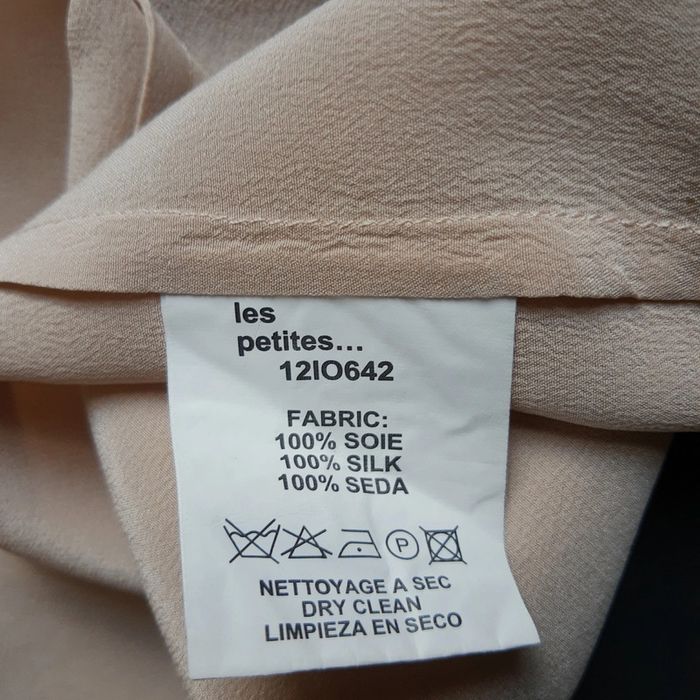 les
petites...
12IO642
FABRIC:
100% SOIE
100% SILK
100% SEDA
P
NETTOYAGE A SEC
DRY CLEAN
LIMPIEZA EN SECO